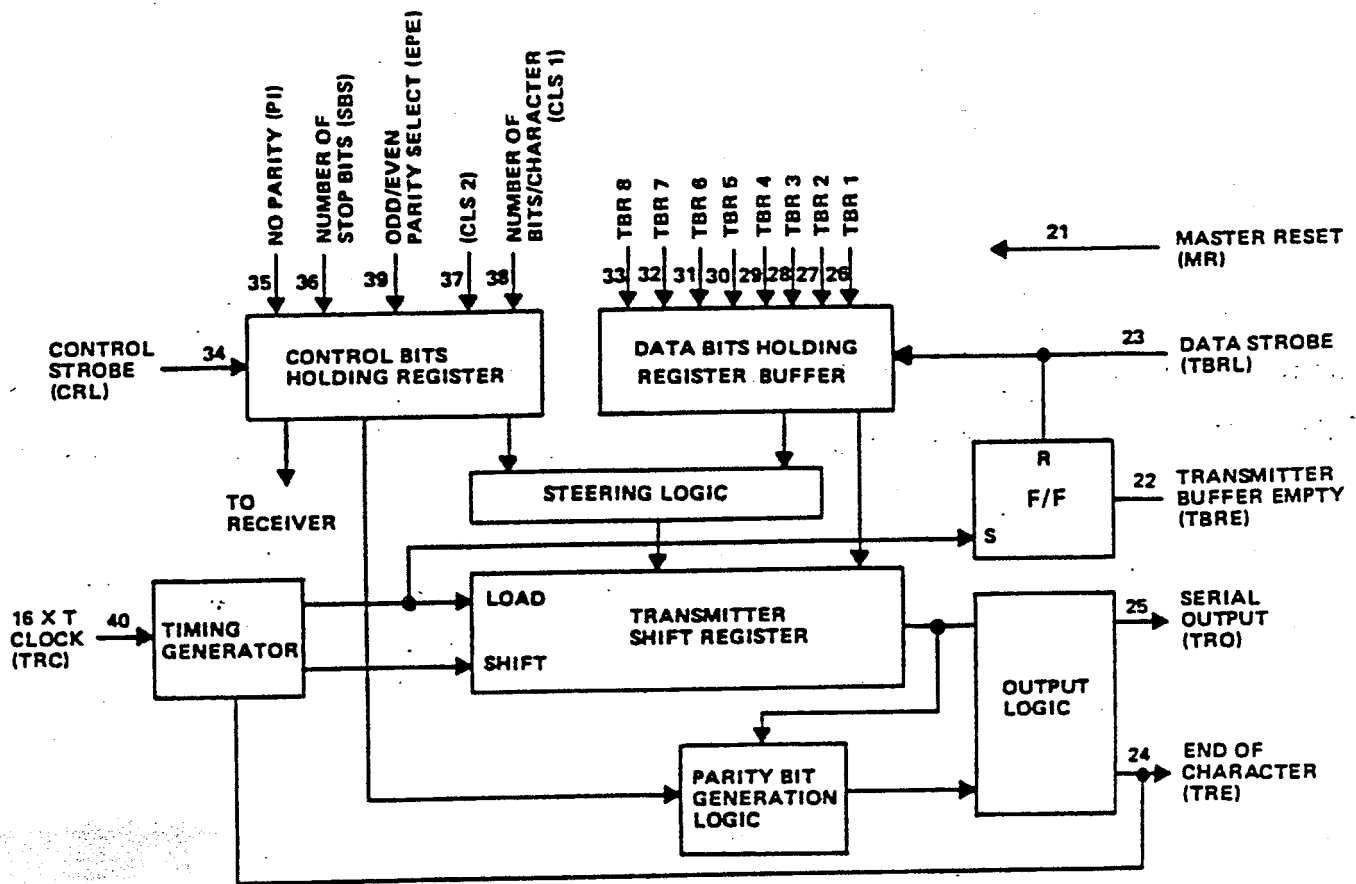 NO PARITY (PI)
NUMBER OF
STOP BITS (SBS)
ODD/EVEN
PARITY SELECT (EPE)
(CLS 2)
NUMBER OF
BITS/CHARACTER
(CLS 1)
TBR 8
TBR 7
TBR 6
TBR 5
TBR 4
TBR 3
TBR 2
TBR 1
35
36
39
37
38
33
32
31
30
29
28
27
26
21
MASTER RESET
(MR)
CONTROL
STROBE
(CRL)
34
CONTROL BITS
HOLDING REGISTER
DATA BITS HOLDING
REGISTER BUFFER
23
DATA STROBE
(TBRL)
TO
RECEIVER
STEERING LOGIC
R
F/F
S
22
TRANSMITTER
BUFFER EMPTY
(TBRE)
16 X T
CLOCK
(TRC)
40
TIMING
GENERATOR
LOAD
SHIFT
TRANSMITTER
SHIFT REGISTER
OUTPUT
LOGIC
25
SERIAL
OUTPUT
(TRO)
PARITY BIT
GENERATION
LOGIC
24
END OF
CHARACTER
(TRE)